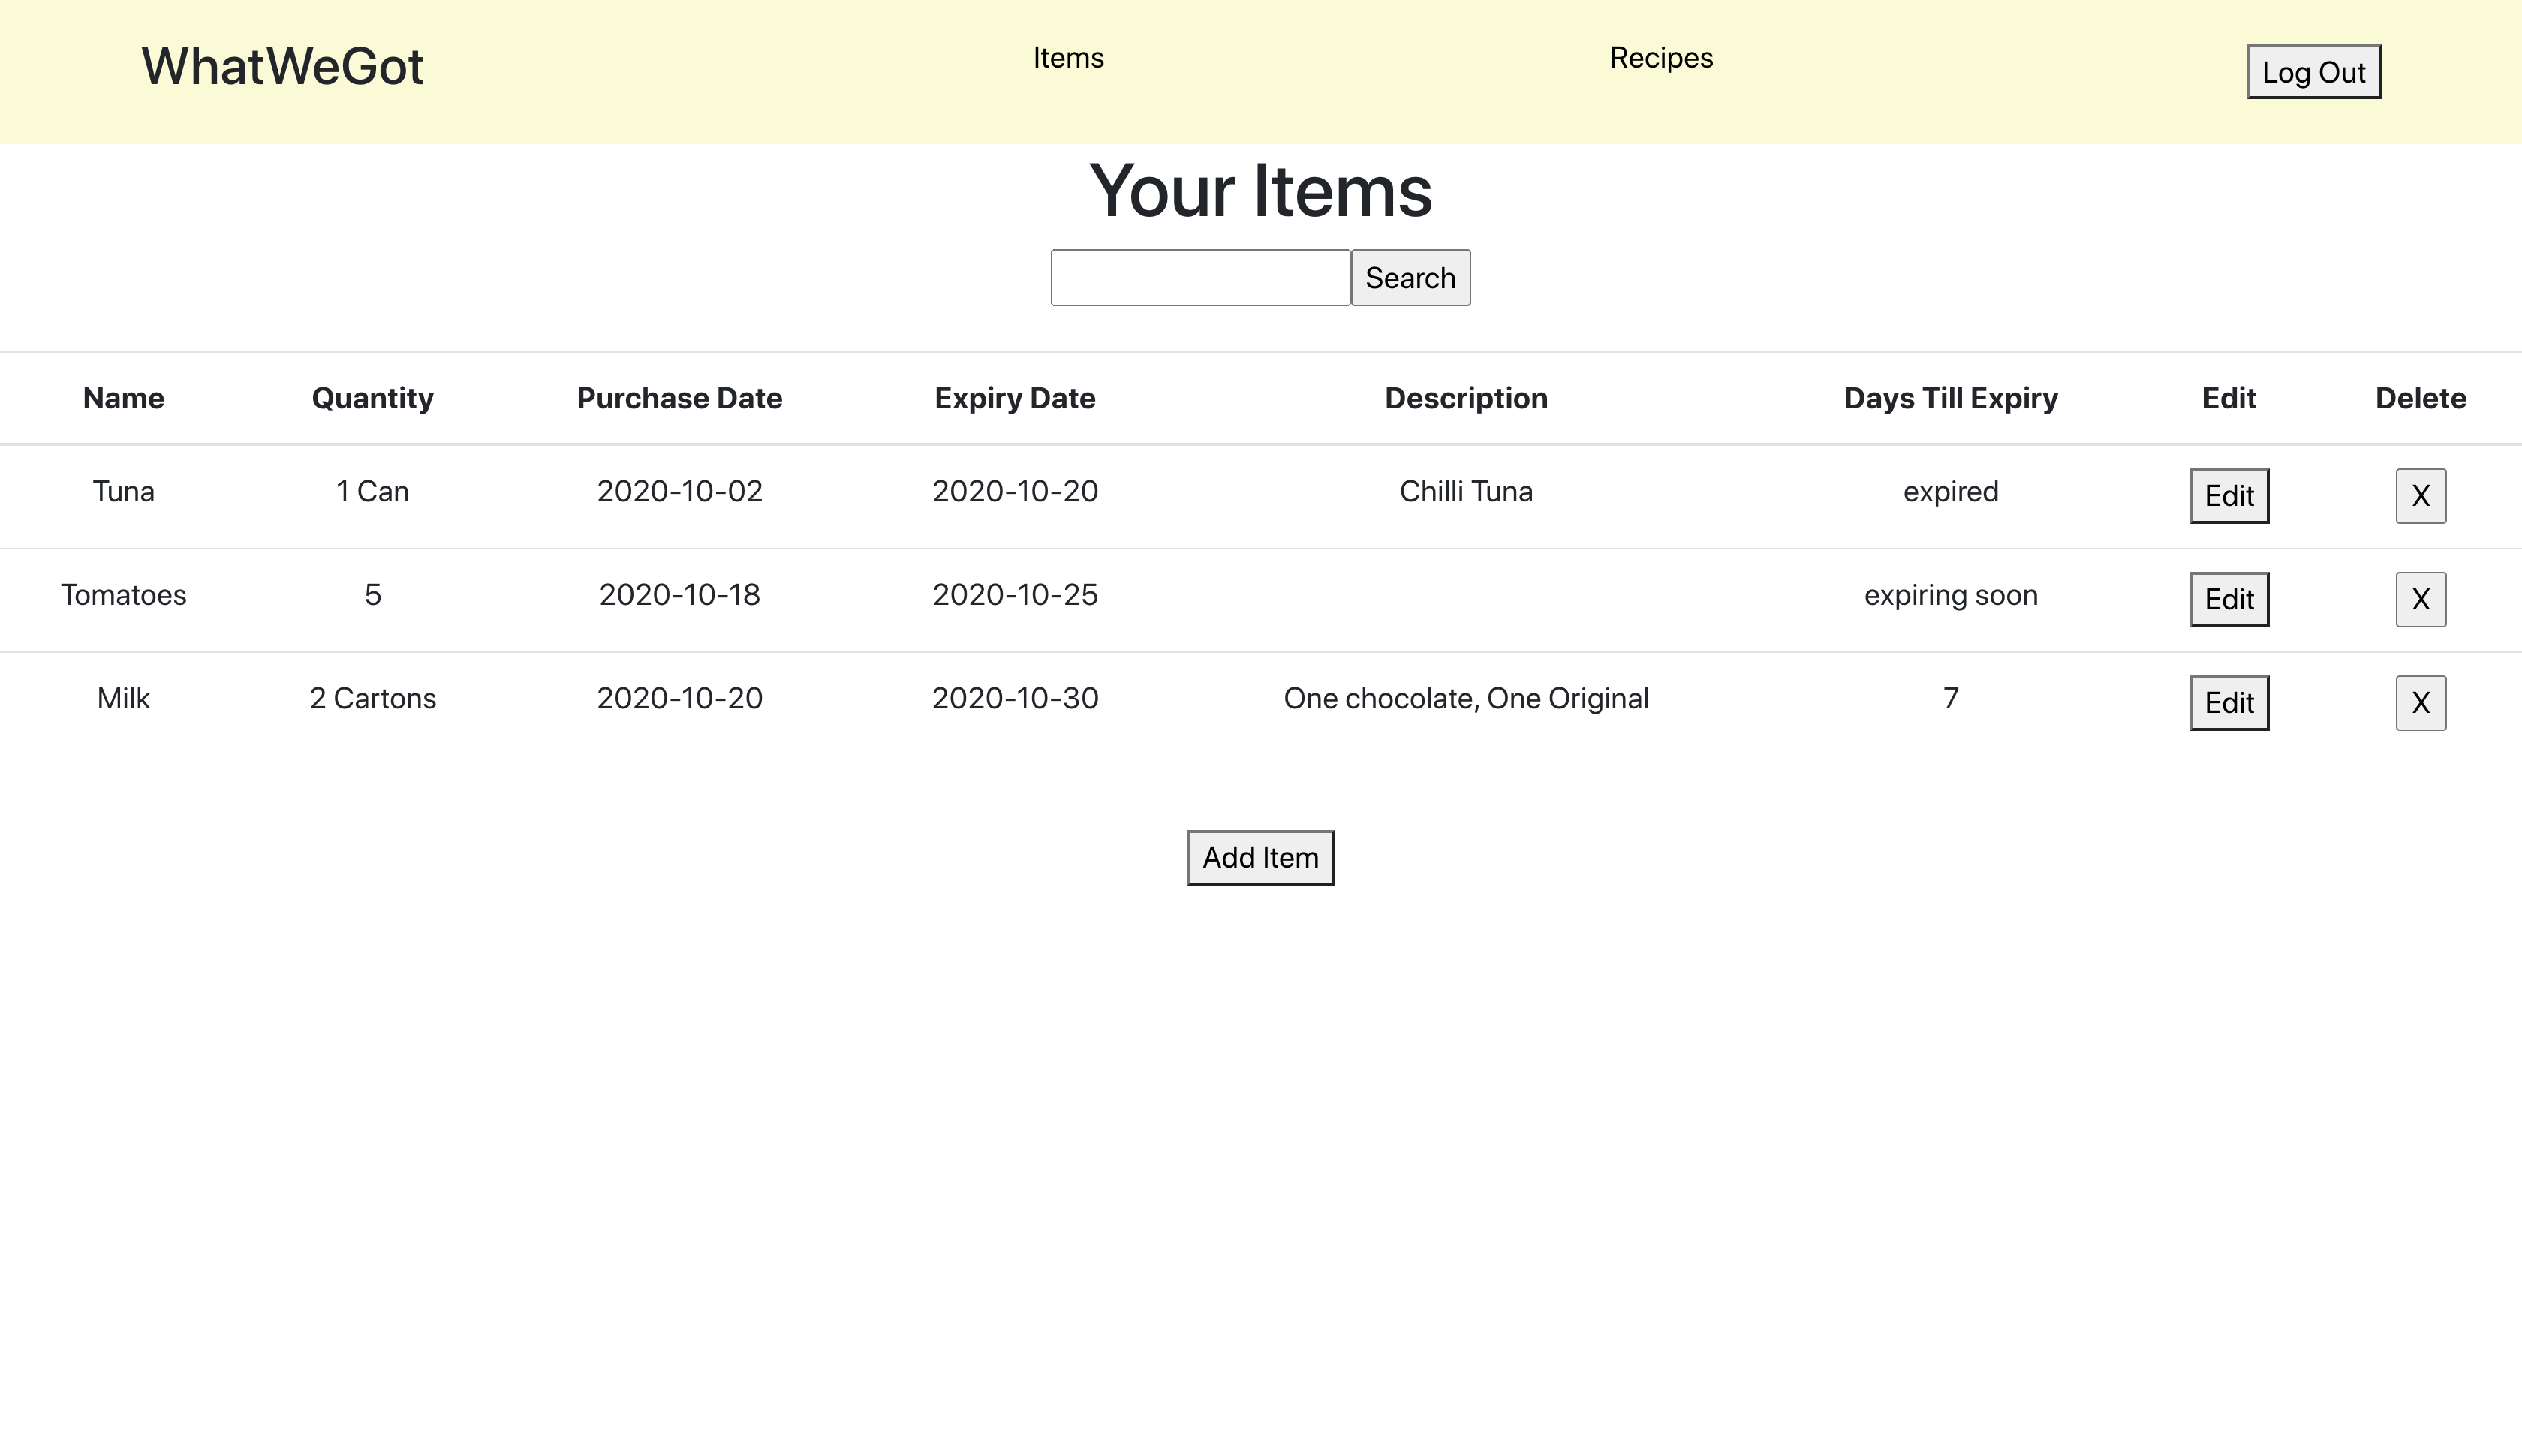 WhatWeGot Items Recipes Log Out
Your Items
Search
Name Quantity Purchase Date Expiry Date Description Days Till Expiry Edit Delete
Tuna 1 Can 2020-10-02 2020-10-20 Chilli Tuna expired Edit X
Tomatoes 5 2020-10-18 2020-10-25 expiring soon Edit X
Milk 2 Cartons 2020-10-20 2020-10-30 One chocolate, One Original 7 Edit X
Add Item